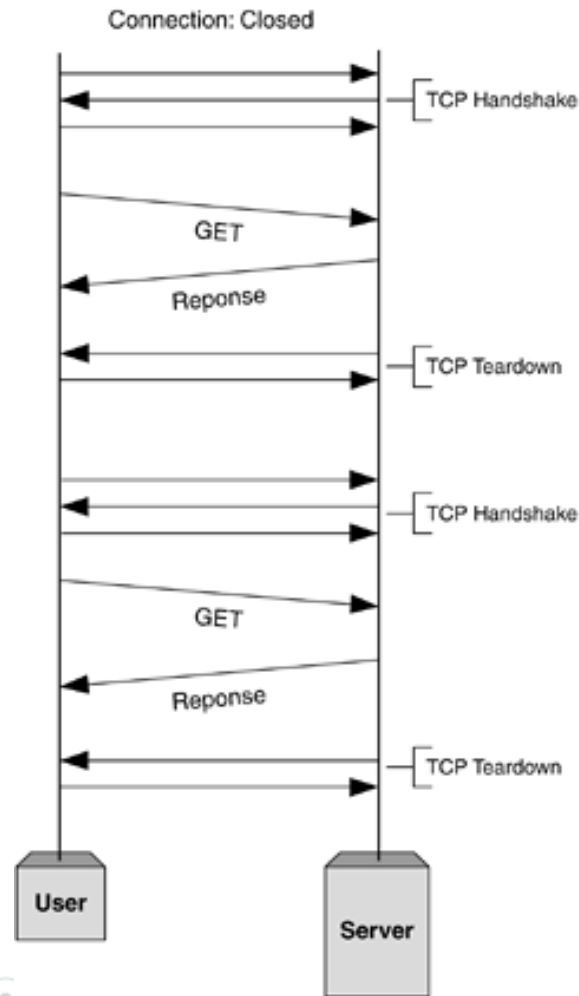 Connection: Closed
TCP Handshake
GET
Reponse
TCP Teardown
TCP Handshake
GET
Reponse
TCP Teardown
User
Server